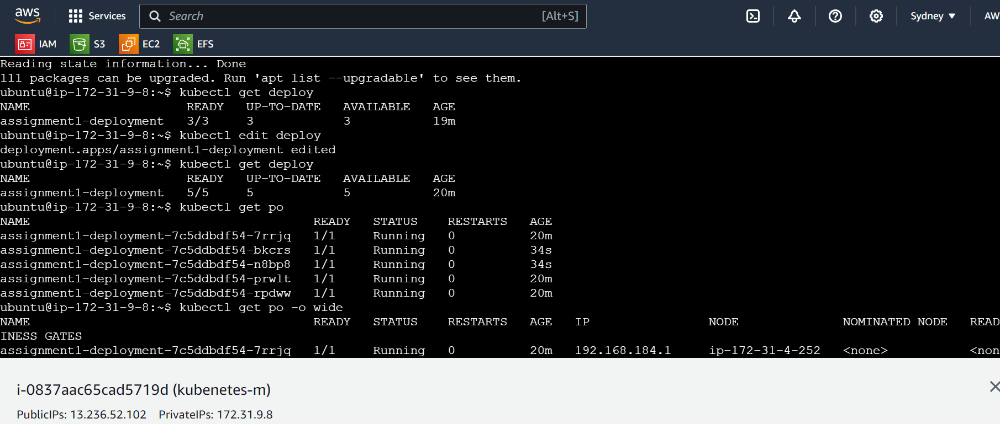 aws Services Search [Alt+S] Sydney AW
IAM S3 EC2 EFS
Reading state information... Done
111 packages can be upgraded. Run 'apt list --upgradable' to see them.
ubuntu@ip-172-31-9-8:~$ kubectl get deploy
NAME READY UP-TO-DATE AVAILABLE AGE
assignment1-deployment 3/3 3 3 19m
ubuntu@ip-172-31-9-8:~$ kubectl edit deploy
deployment.apps/assignment1-deployment edited
ubuntu@ip-172-31-9-8:~$ kubectl get deploy
NAME READY UP-TO-DATE AVAILABLE AGE
assignment1-deployment 5/5 5 5 20m
ubuntu@ip-172-31-9-8:~$ kubectl get po
NAME READY STATUS RESTARTS AGE
assignment1-deployment-7c5ddbdf54-7rrjq 1/1 Running 0 20m
assignment1-deployment-7c5ddbdf54-bkcrs 1/1 Running 0 34s
assignment1-deployment-7c5ddbdf54-n8bp8 1/1 Running 0 34s
assignment1-deployment-7c5ddbdf54-prwlt 1/1 Running 0 20m
assignment1-deployment-7c5ddbdf54-rpdww 1/1 Running 0 20m
ubuntu@ip-172-31-9-8:~$ kubectl get po -o wide
NAME READY STATUS RESTARTS AGE IP NODE NOMINATED NODE READ
INESS GATES
assignment1-deployment-7c5ddbdf54-7rrjq 1/1 Running 0 20m 192.168.184.1 ip-172-31-4-252 <none> <non
i-0837aac65cad5719d (kubenetes-m)
PublicIPs: 13.236.52.102 PrivateIPs: 172.31.9.8